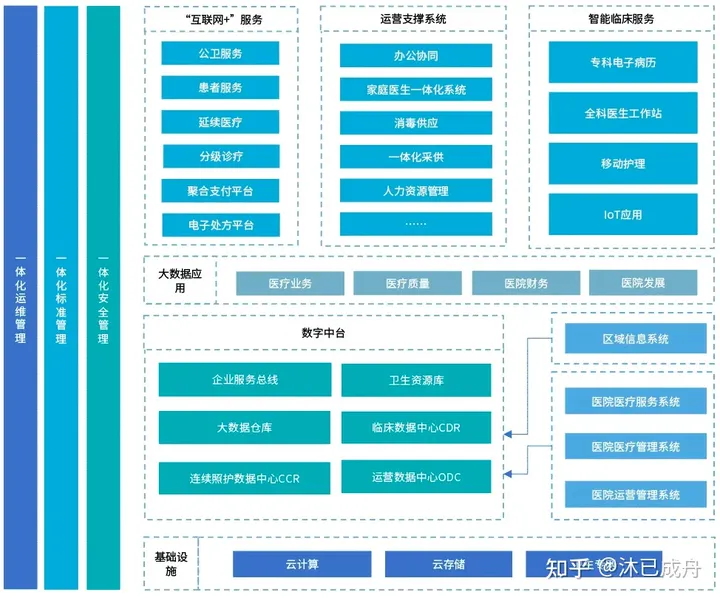 一体化运维管理
一体化标准管理
一体化安全管理
“互联网+”服务
公卫服务
患者服务
延续医疗
分级诊疗
聚合支付平台
电子处方平台
运营支撑系统
办公协同
家庭医生一体化系统
消毒供应
一体化采供
人力资源管理
……
智能临床服务
专科电子病历
全科医生工作站
移动护理
IoT应用
大数据应
用
医疗业务
医疗质量
医院财务
医院发展
数字中台
企业服务总线
卫生资源库
大数据仓库
临床数据中心CDR
连续照护数据中心CCR
运营数据中心ODC
区域信息系统
医院医疗服务系统
医院医疗管理系统
医院运营管理系统
基础设
施
云计算
云存储
知乎 @沐已成舟